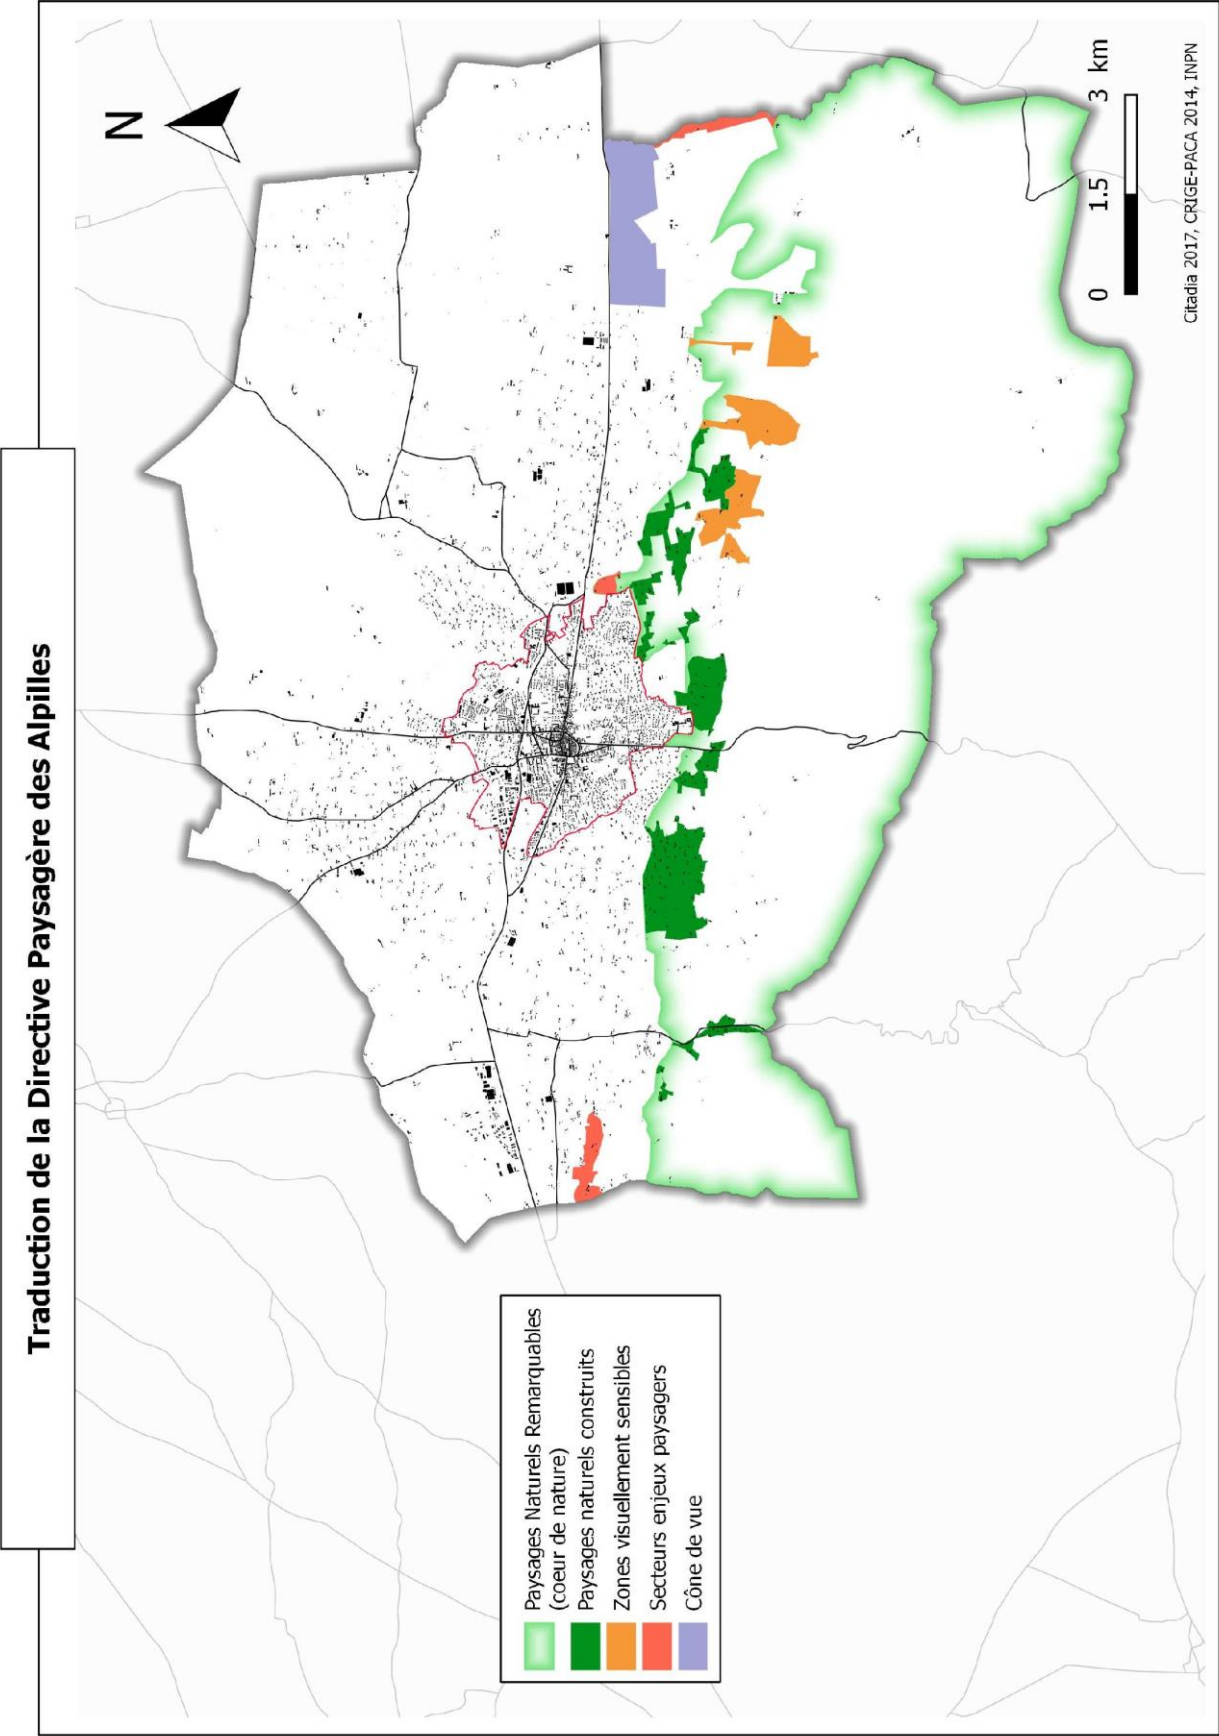 Traduction de la Directive Paysagère des Alpilles
N
Paysages Naturels Remarquables
(coeur de nature)
Paysages naturels construits
Zones visuellement sensibles
Secteurs enjeux paysagers
Cône de vue
0 1.5 3 km
Citadia 2017, CRIGE-PACA 2014, INPN